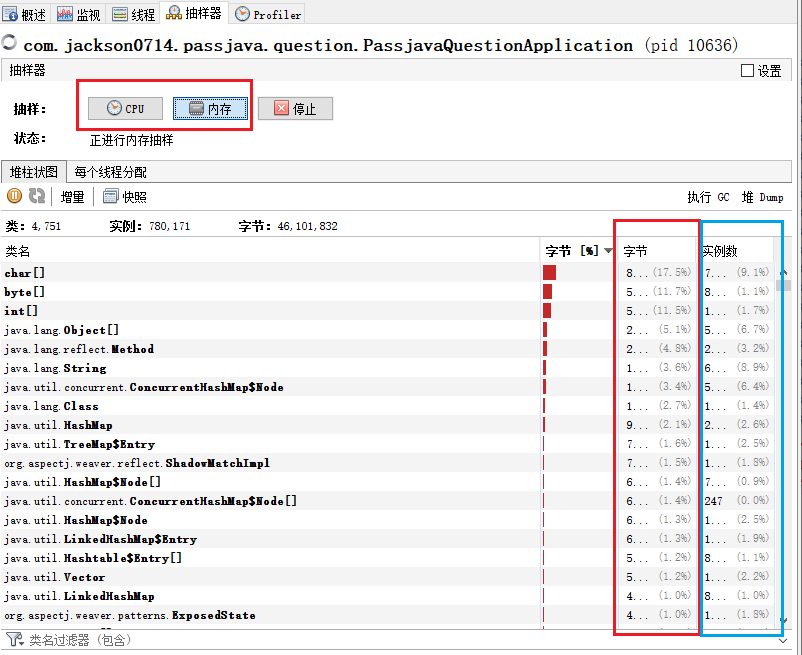 概述 监视 线程 抽样器 Profiler
com.jackson0714.passjava.question.PassjavaQuestionApplication (pid 10636)
抽样器 设置
抽样: CPU 内存 停止
状态: 正进行内存抽样
堆柱状图 每个线程分配
增量 快照 执行 GC 堆 Dump
类: 4,751 实例: 780,171 字节: 46,101,832
类名 字节 [%] 字节 实例数
char[] 8... (17.5%) 7... (9.1%)
byte[] 5... (11.7%) 8... (1.1%)
int[] 5... (11.5%) 1... (1.7%)
java.lang.Object[] 2... (5.1%) 5... (6.7%)
java.lang.reflect.Method 2... (4.8%) 2... (3.2%)
java.lang.String 1... (3.6%) 6... (8.9%)
java.util.concurrent.ConcurrentHashMap$Node 1... (3.4%) 5... (6.4%)
java.lang.Class 1... (2.7%) 1... (1.4%)
java.util.HashMap 9... (2.1%) 2... (2.6%)
java.util.TreeMap$Entry 7... (1.6%) 1... (2.5%)
org.aspectj.weaver.reflect.ShadowMatchImpl 7... (1.5%) 1... (1.8%)
java.util.HashMap$Node[] 6... (1.4%) 7... (0.9%)
java.util.concurrent.ConcurrentHashMap$Node[] 6... (1.4%) 247 (0.0%)
java.util.HashMap$Node 6... (1.3%) 1... (2.5%)
java.util.LinkedHashMap$Entry 6... (1.3%) 1... (1.9%)
java.util.Hashtable$Entry[] 5... (1.2%) 8... (1.1%)
java.util.Vector 5... (1.2%) 1... (2.2%)
java.util.LinkedHashMap 4... (1.0%) 8... (1.0%)
org.aspectj.weaver.patterns.ExposedState 4... (1.0%) 1... (1.8%)
类名过滤器 (包含)